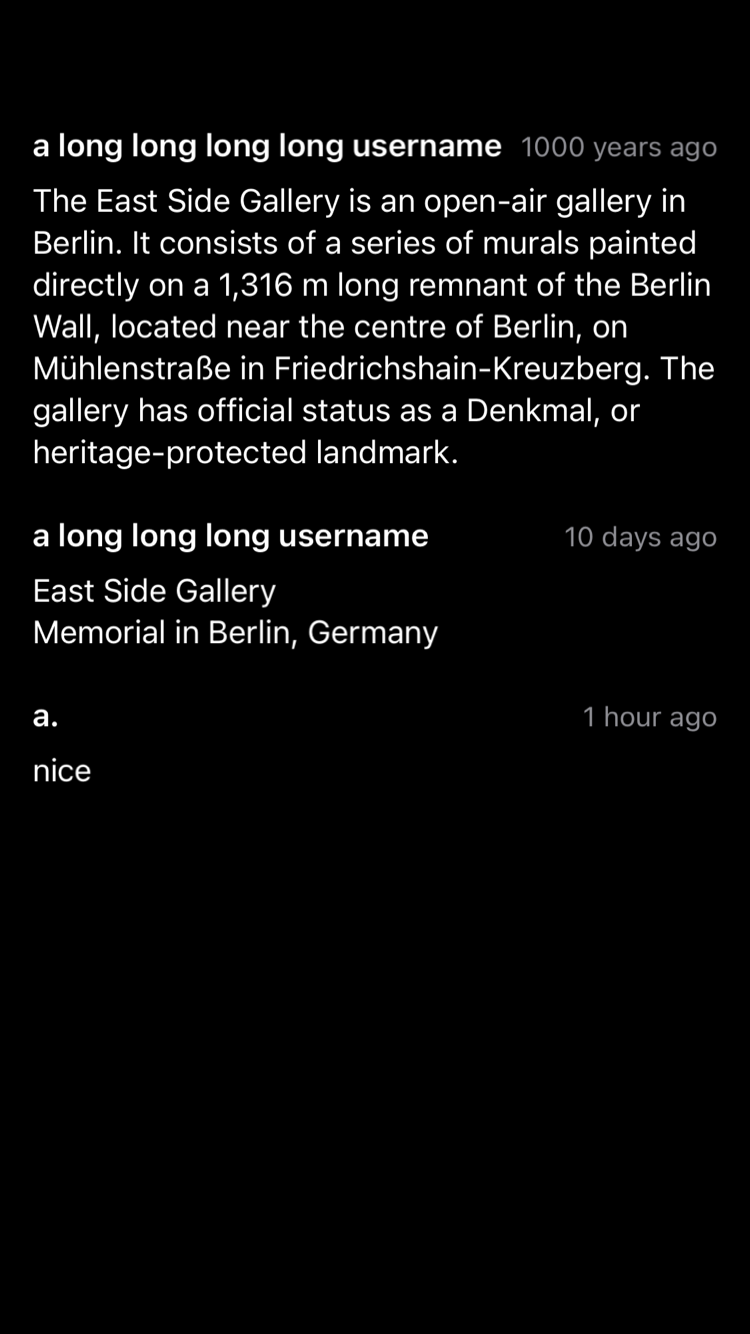 a long long long long username 1000 years ago
The East Side Gallery is an open-air gallery in
Berlin. It consists of a series of murals painted
directly on a 1,316 m long remnant of the Berlin
Wall, located near the centre of Berlin, on
Mühlenstraße in Friedrichshain-Kreuzberg. The
gallery has official status as a Denkmal, or
heritage-protected landmark.
a long long long username 10 days ago
East Side Gallery
Memorial in Berlin, Germany
a. 1 hour ago
nice